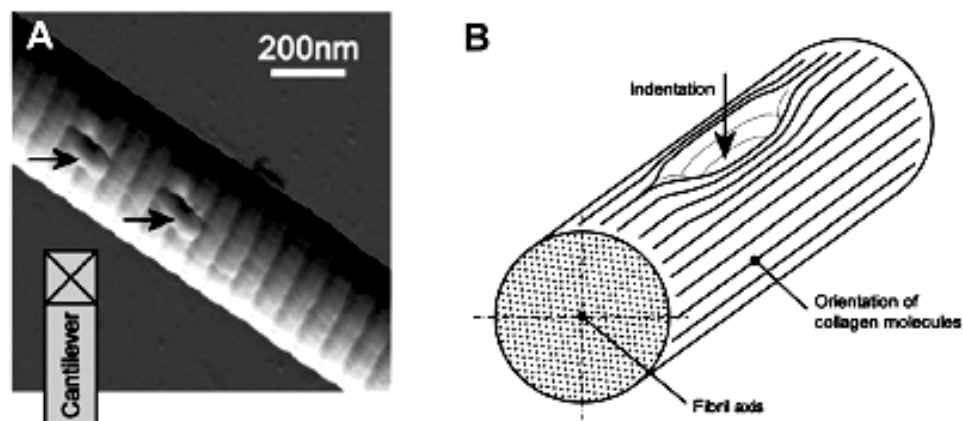 A
200nm
Cantilever
B
Indentation
Orientation of
collagen molecules
Fibril axis